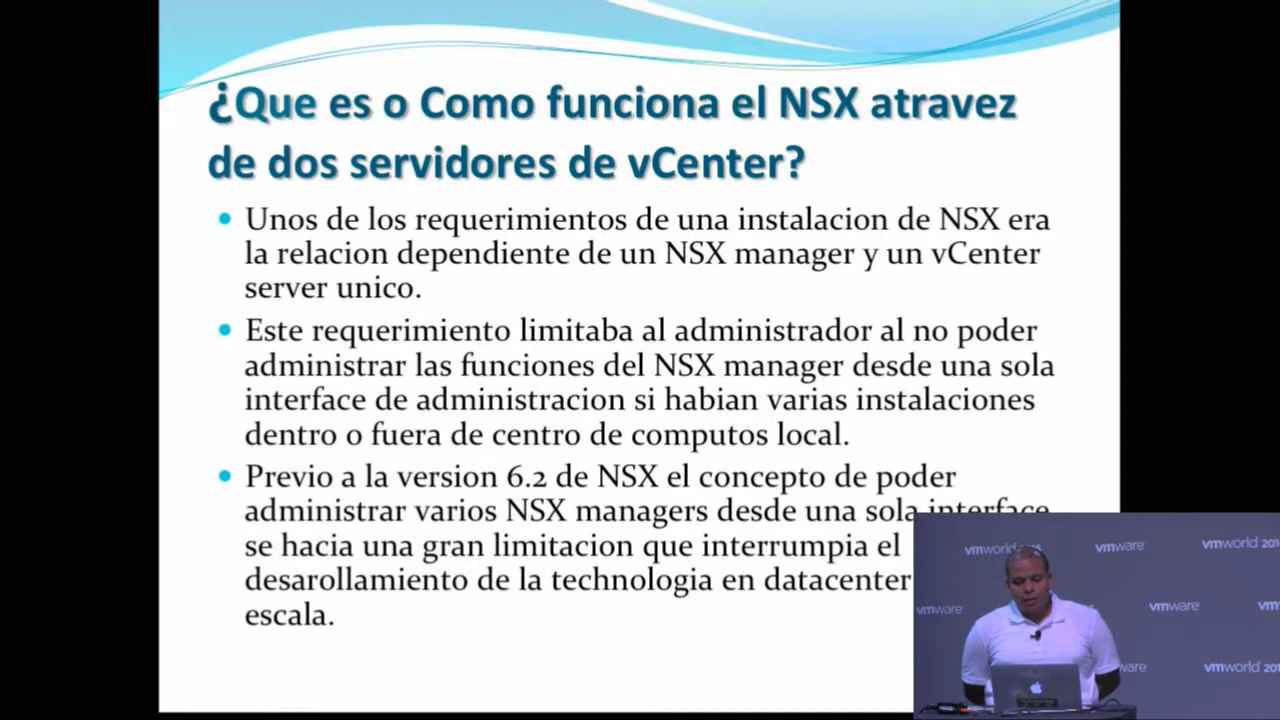 ¿Que es o Como funciona el NSX atravez
de dos servidores de vCenter?
Unos de los requerimientos de una instalacion de NSX era
la relacion dependiente de un NSX manager y un vCenter
server unico.
Este requerimiento limitaba al administrador al no poder
administrar las funciones del NSX manager desde una sola
interface de administracion si habian varias instalaciones
dentro o fuera de centro de computos local.
Previo a la version 6.2 de NSX el concepto de poder
administrar varios NSX managers desde una sola interface
se hacia una gran limitacion que interrumpia el
desarollamiento de la technologia en datacenter
escala.
vmworld
vmware
vmworld 201
vmware
vmware
vm
ware
vmworld 201